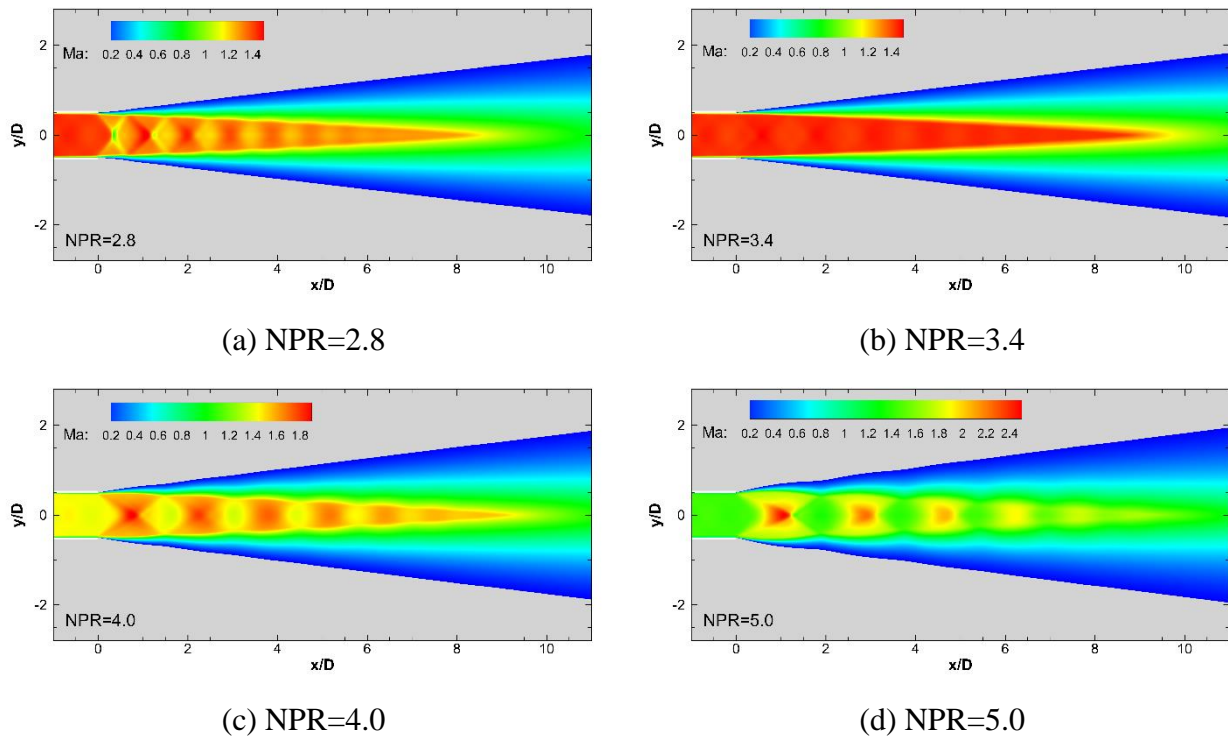 Ma: 0.2 0.4 0.6 0.8 1 1.2 1.4
2
0
-2
y/D
NPR=2.8
0 2 4 6 8 10
x/D
(a) NPR=2.8
Ma: 0.2 0.4 0.6 0.8 1 1.2 1.4
2
0
-2
y/D
NPR=3.4
0 2 4 6 8 10
x/D
(b) NPR=3.4
Ma: 0.2 0.4 0.6 0.8 1 1.2 1.4 1.6 1.8
2
0
-2
y/D
NPR=4.0
0 2 4 6 8 10
x/D
(c) NPR=4.0
Ma: 0.2 0.4 0.6 0.8 1 1.2 1.4 1.6 1.8 2 2.2 2.4
2
0
-2
y/D
NPR=5.0
0 2 4 6 8 10
x/D
(d) NPR=5.0